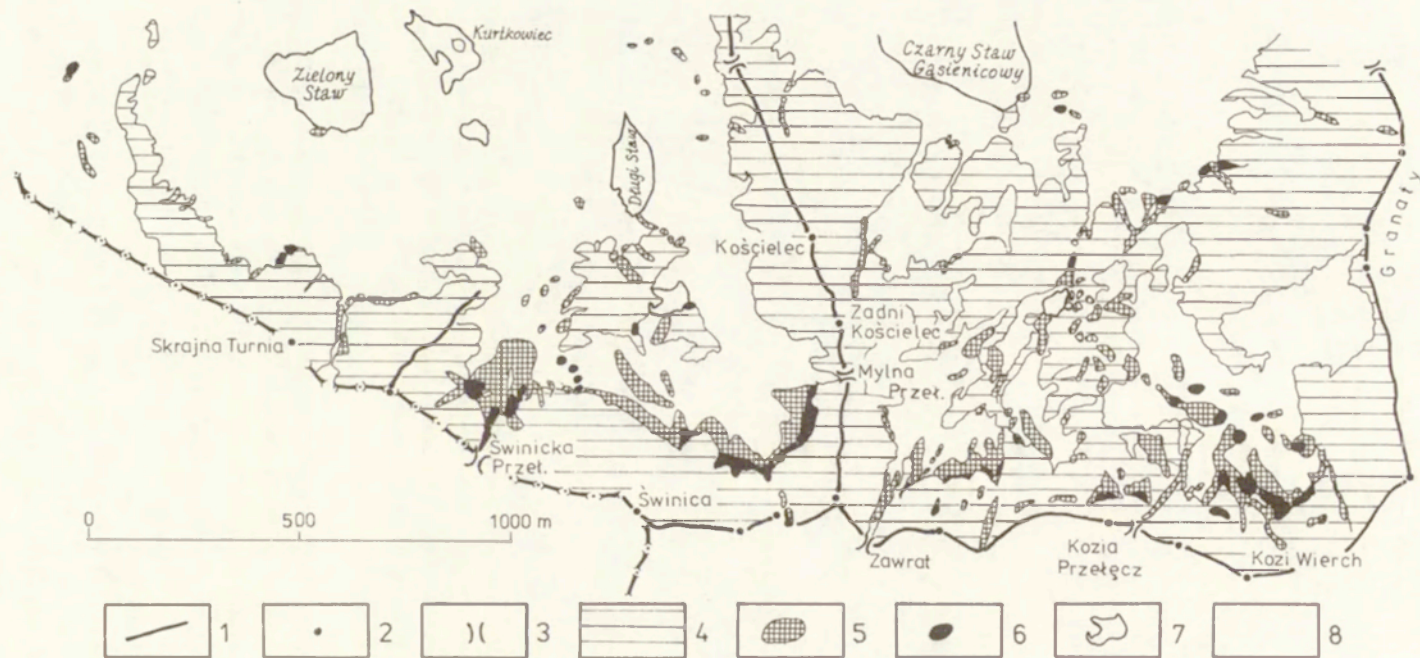 Kurtkowiec
Zielony
Staw
Czarny Staw
Gąsienicowy
Długi Staw
Kościelec
Granaty
Zadni
Kościelec
Skrajna Turnia
Mylna
Przeł.
Świnicka
Przeł.
Świnica
0 500 1000 m
Zawrat
Kozia
Przełęcz
Kozi Wierch
1 2 3 4 5 6 7 8